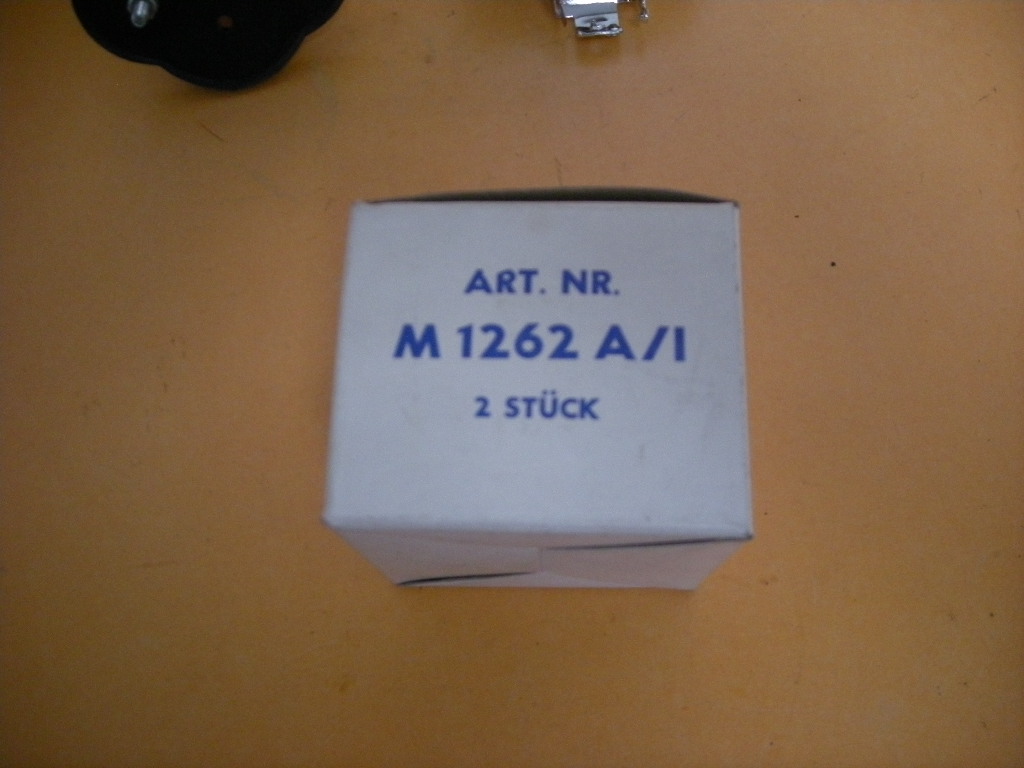 ART. NR.
M 1262 A/I
2 STÜCK